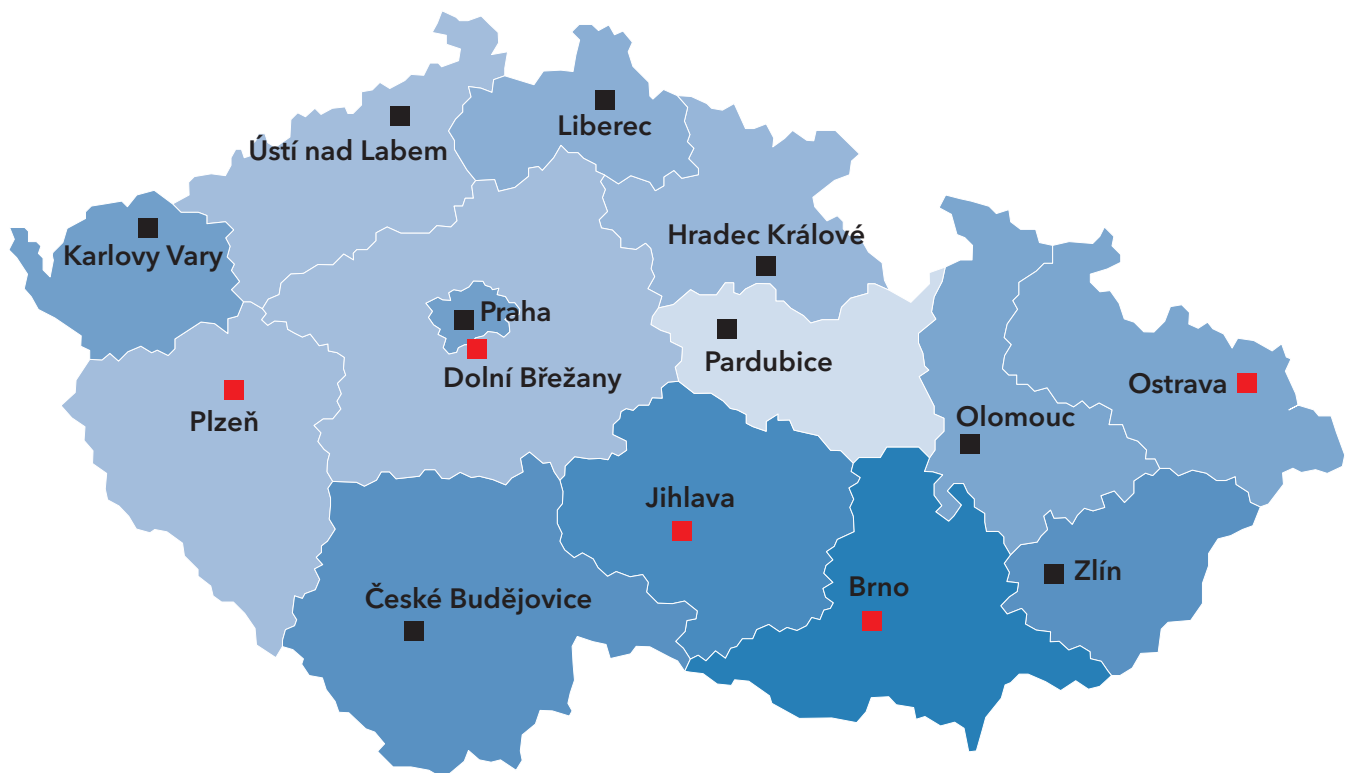 Liberec
Ústí nad Labem
Hradec Králové
Karlovy Vary
Praha
Pardubice
Dolní Břežany
Ostrava
Plzeň
Olomouc
Jihlava
Zlín
Brno
České Budějovice